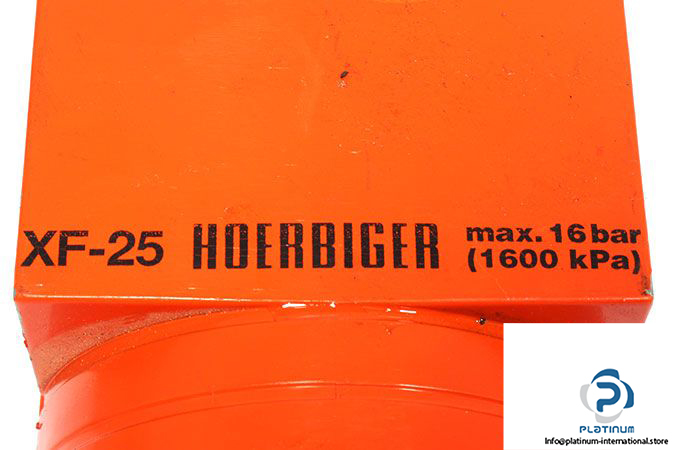 XF-25 HOERBIGER max. 16 bar
(1600 kPa)
PLATINUM
Info@platinum-international.store